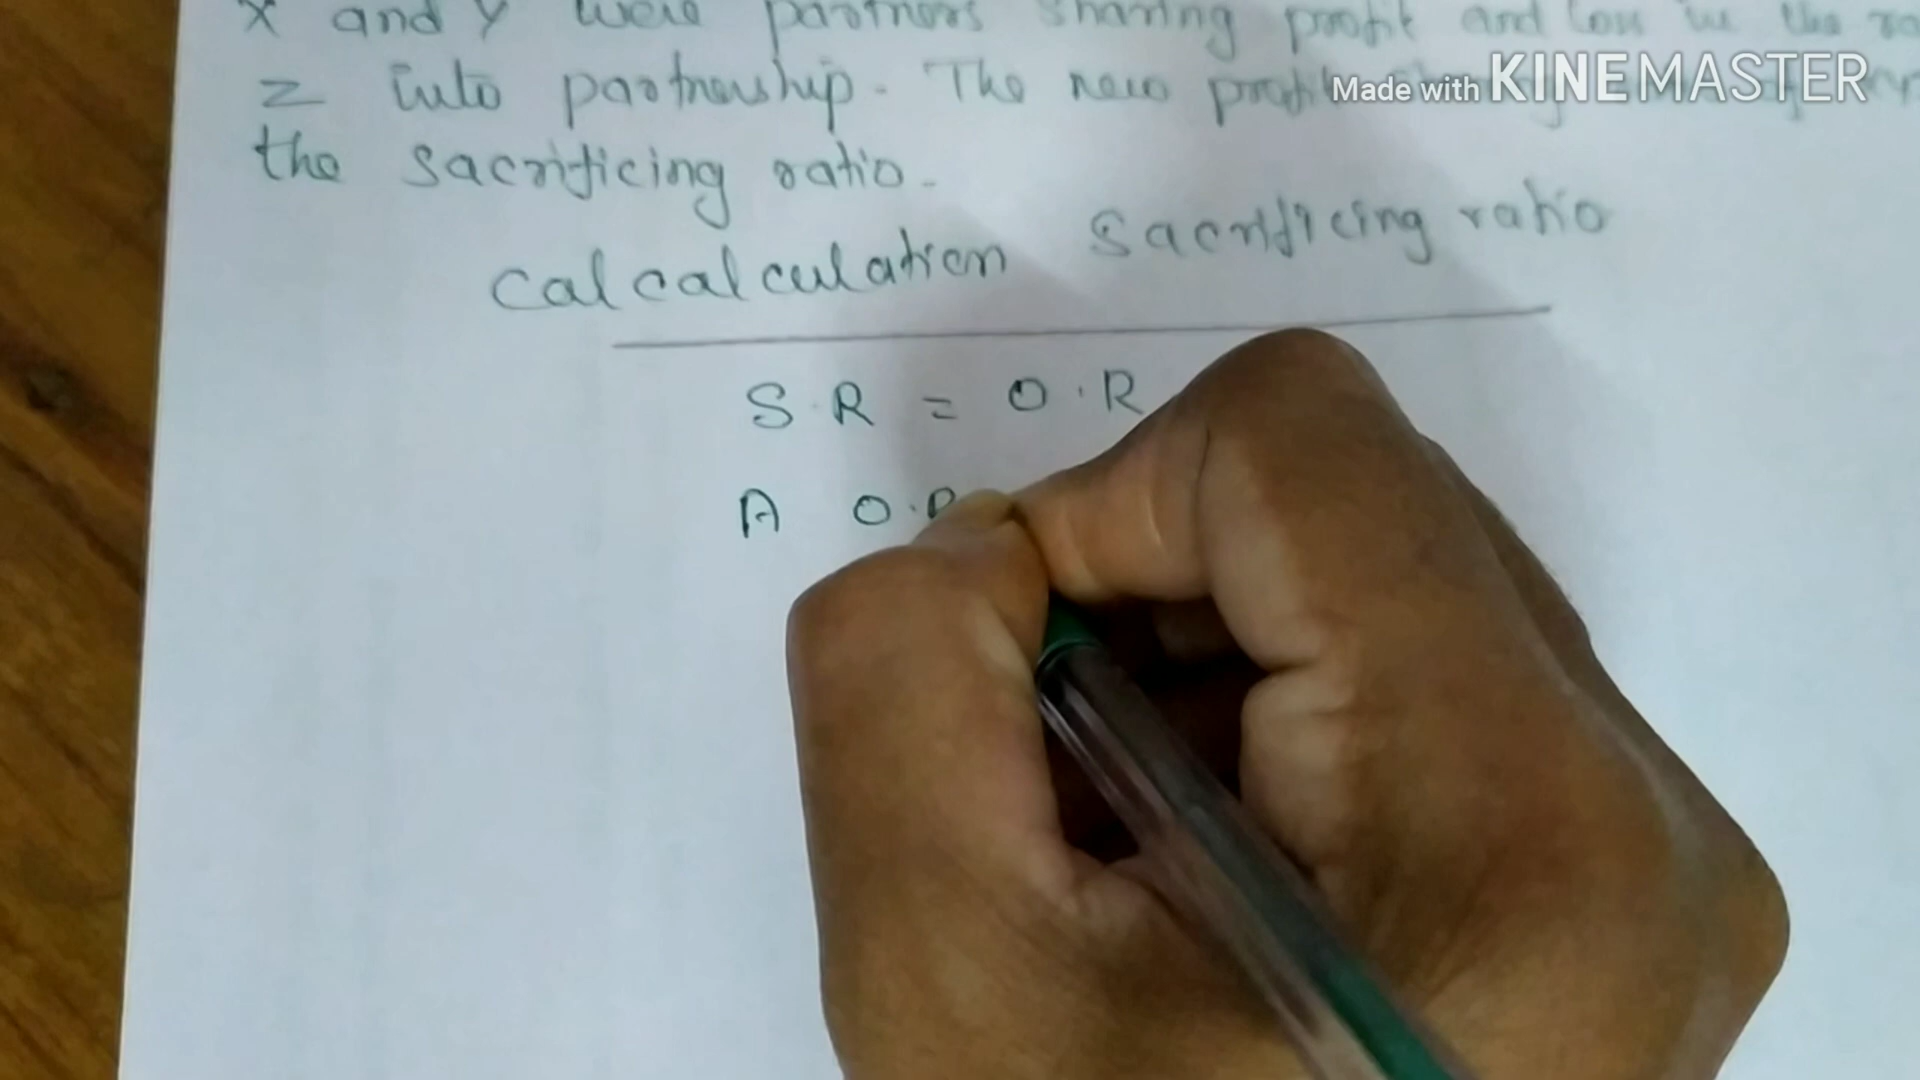 X and Y were partners sharing profit and loss in the
Z into partnership. The new
Made with KINEMASTER
the sacrificing ratio.
Calcalculation Sacrificing ratio
S.R = O.R
A O.R